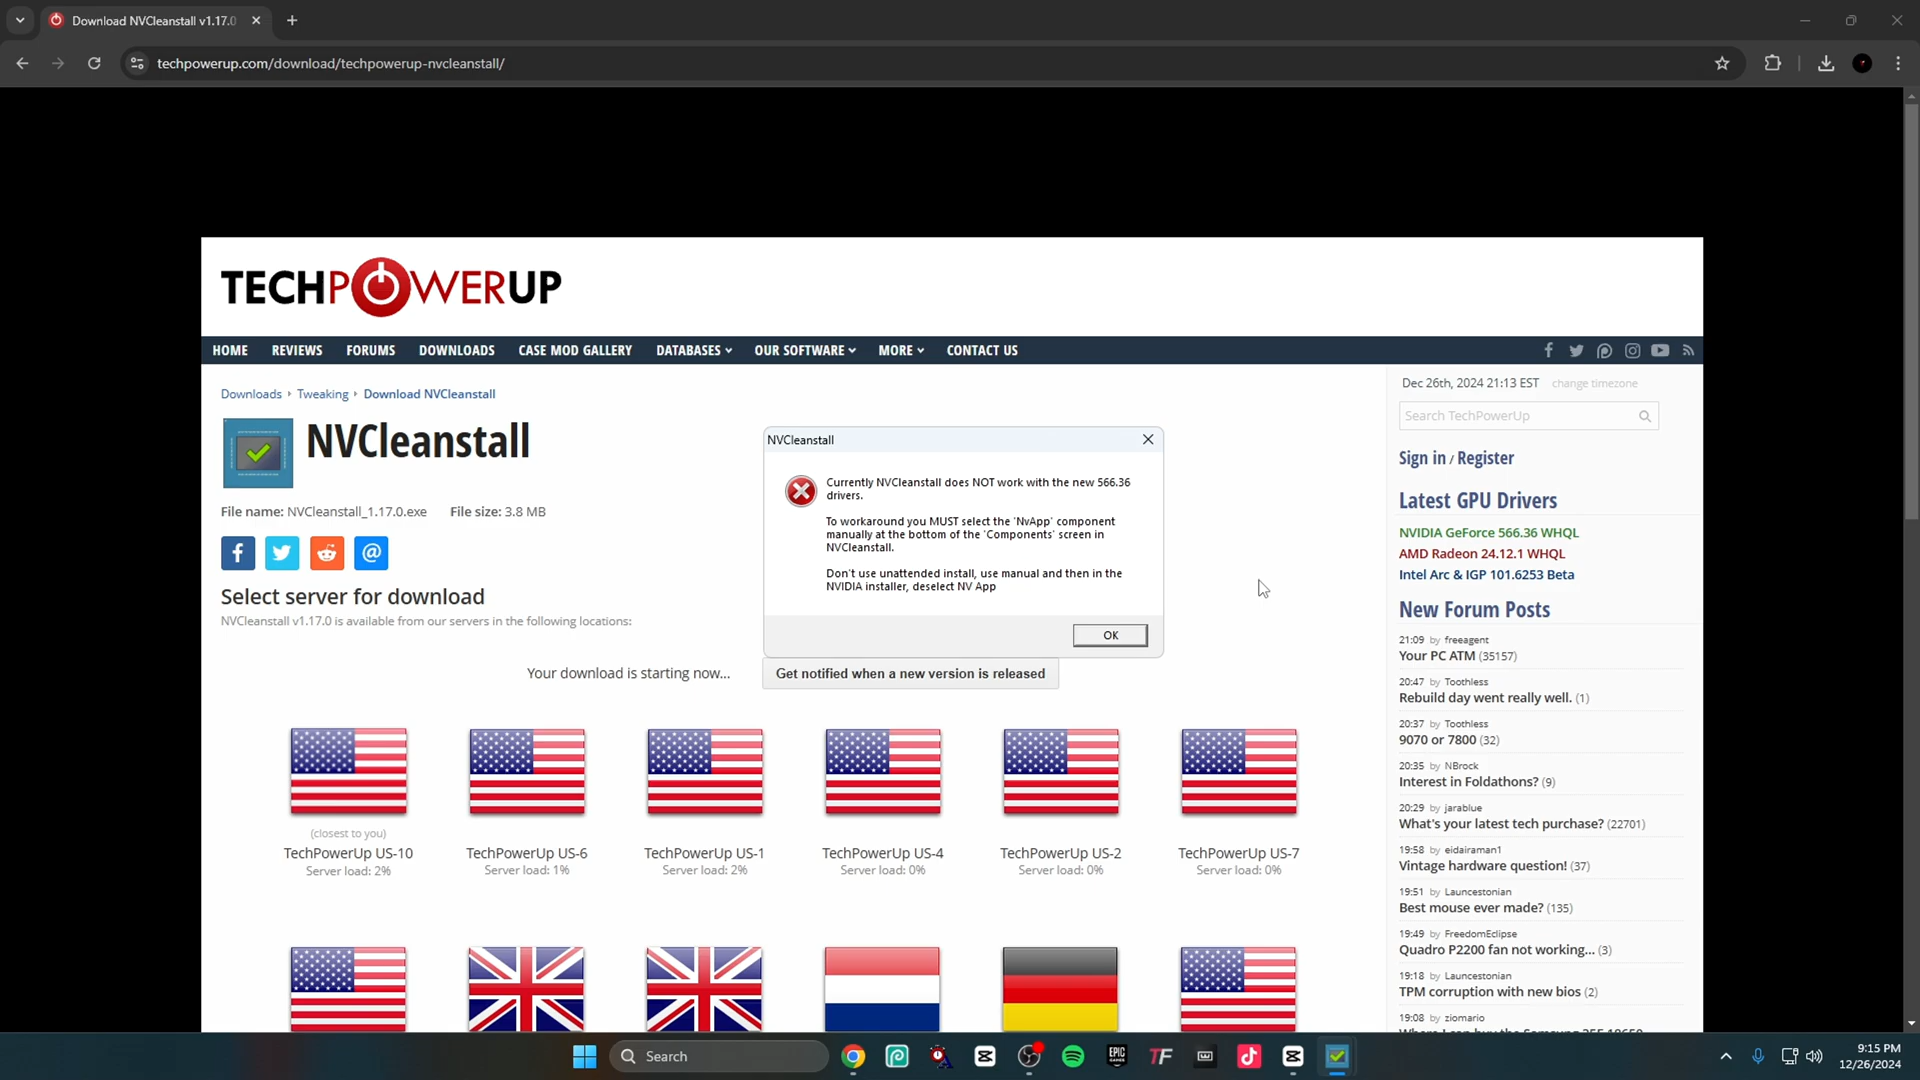 Download NVCleanstall v1.17.0
techpowerup.com/download/techpowerup-nvcleanstall/
TECHPOWERUP
HOME
REVIEWS
FORUMS
DOWNLOADS
CASE MOD GALLERY
DATABASES
OUR SOFTWARE
MORE
CONTACT US
Downloads
Tweaking
Download NVCleanstall
NVCleanstall
File name: NVCleanstall_1.17.0.exe
File size: 3.8 MB
Select server for download
NVCleanstall v1.17.0 is available from our servers in the following locations:
Your download is starting now...
Get notified when a new version is released
NVCleanstall
Currently NVCleanstall does NOT work with the new 566.36
drivers.
To workaround you MUST select the 'NvApp' component
manually at the bottom of the 'Components' screen in
NVCleanstall.
Don't use unattended install, use manual and then in the
NVIDIA installer, deselect NV App
OK
(closest to you)
TechPowerUp US-10
Server load: 2%
TechPowerUp US-6
Server load: 1%
TechPowerUp US-1
Server load: 2%
TechPowerUp US-4
Server load: 0%
TechPowerUp US-2
Server load: 0%
TechPowerUp US-7
Server load: 0%
Dec 26th, 2024 21:13 EST change timezone
Search TechPowerUp
Sign in / Register
Latest GPU Drivers
NVIDIA GeForce 566.36 WHQL
AMD Radeon 24.12.1 WHQL
Intel Arc & IGP 101.6253 Beta
New Forum Posts
21:09 by freeagent
Your PC ATM (35157)
20:47 by Toothless
Rebuild day went really well. (1)
20:37 by Toothless
9070 or 7800 (32)
20:35 by NBrock
Interest in Foldathons? (9)
20:29 by jarablue
What's your latest tech purchase? (22701)
19:58 by eidairaman1
Vintage hardware question! (37)
19:51 by Launcestonian
Best mouse ever made? (135)
19:49 by FreedomEclipse
Quadro P2200 fan not working... (3)
19:18 by Launcestonian
TPM corruption with new bios (2)
19:08 by ziomario
Search
EPIC
GAMES
TF
9:15 PM
12/26/2024